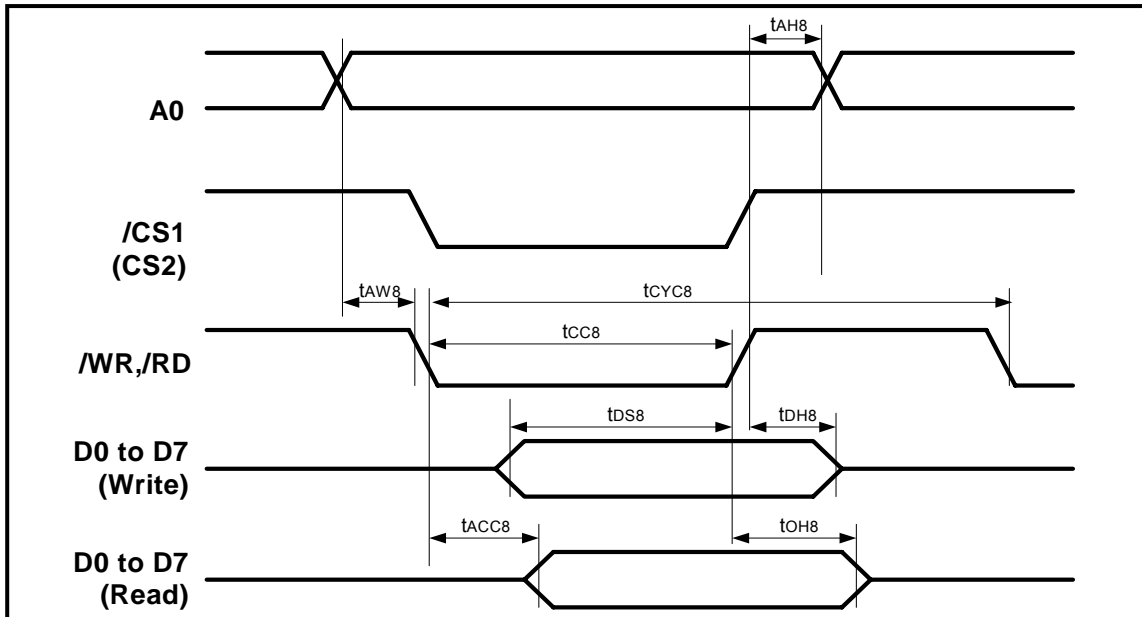 tAH8
A0
/CS1
(CS2)
tAW8
tCYC8
tCC8
/WR,/RD
tDS8
tDH8
D0 to D7
(Write)
tACC8
tOH8
D0 to D7
(Read)